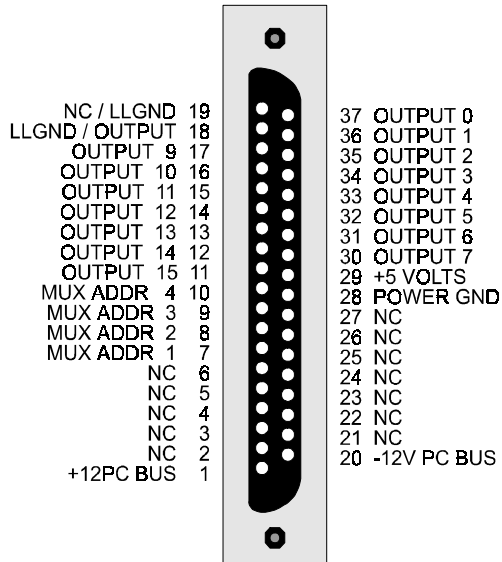 NC / LLGND 19
LLGND / OUTPUT 18
OUTPUT 9 17
OUTPUT 10 16
OUTPUT 11 15
OUTPUT 12 14
OUTPUT 13 13
OUTPUT 14 12
OUTPUT 15 11
MUX ADDR 4 10
MUX ADDR 3 9
MUX ADDR 2 8
MUX ADDR 1 7
NC 6
NC 5
NC 4
NC 3
NC 2
+12PC BUS 1
37 OUTPUT 0
36 OUTPUT 1
35 OUTPUT 2
34 OUTPUT 3
33 OUTPUT 4
32 OUTPUT 5
31 OUTPUT 6
30 OUTPUT 7
29 +5 VOLTS
28 POWER GND
27 NC
26 NC
25 NC
24 NC
23 NC
22 NC
21 NC
20 -12V PC BUS